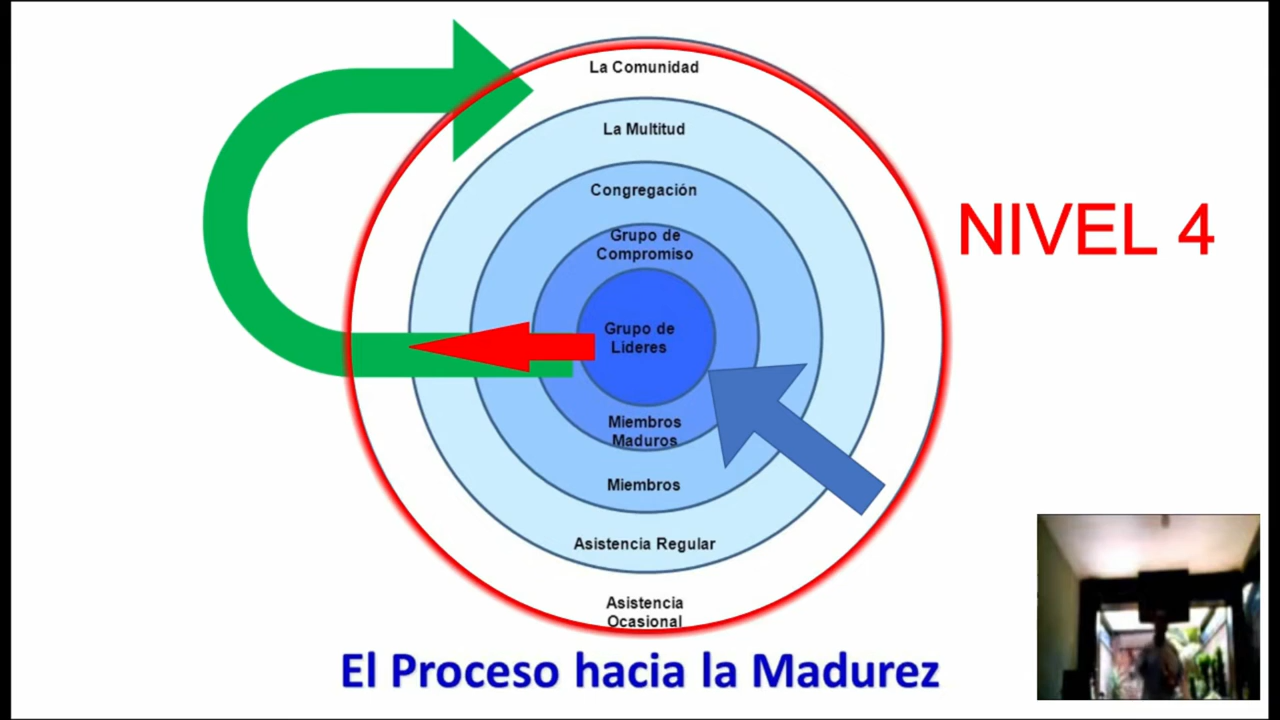 La Comunidad
La Multitud
Congregación
NIVEL 4
Grupo de
Compromiso
Grupo de
Lideres
Miembros
Maduros
Miembros
Asistencia Regular
Asistencia
Ocasional
El Proceso hacia la Madurez